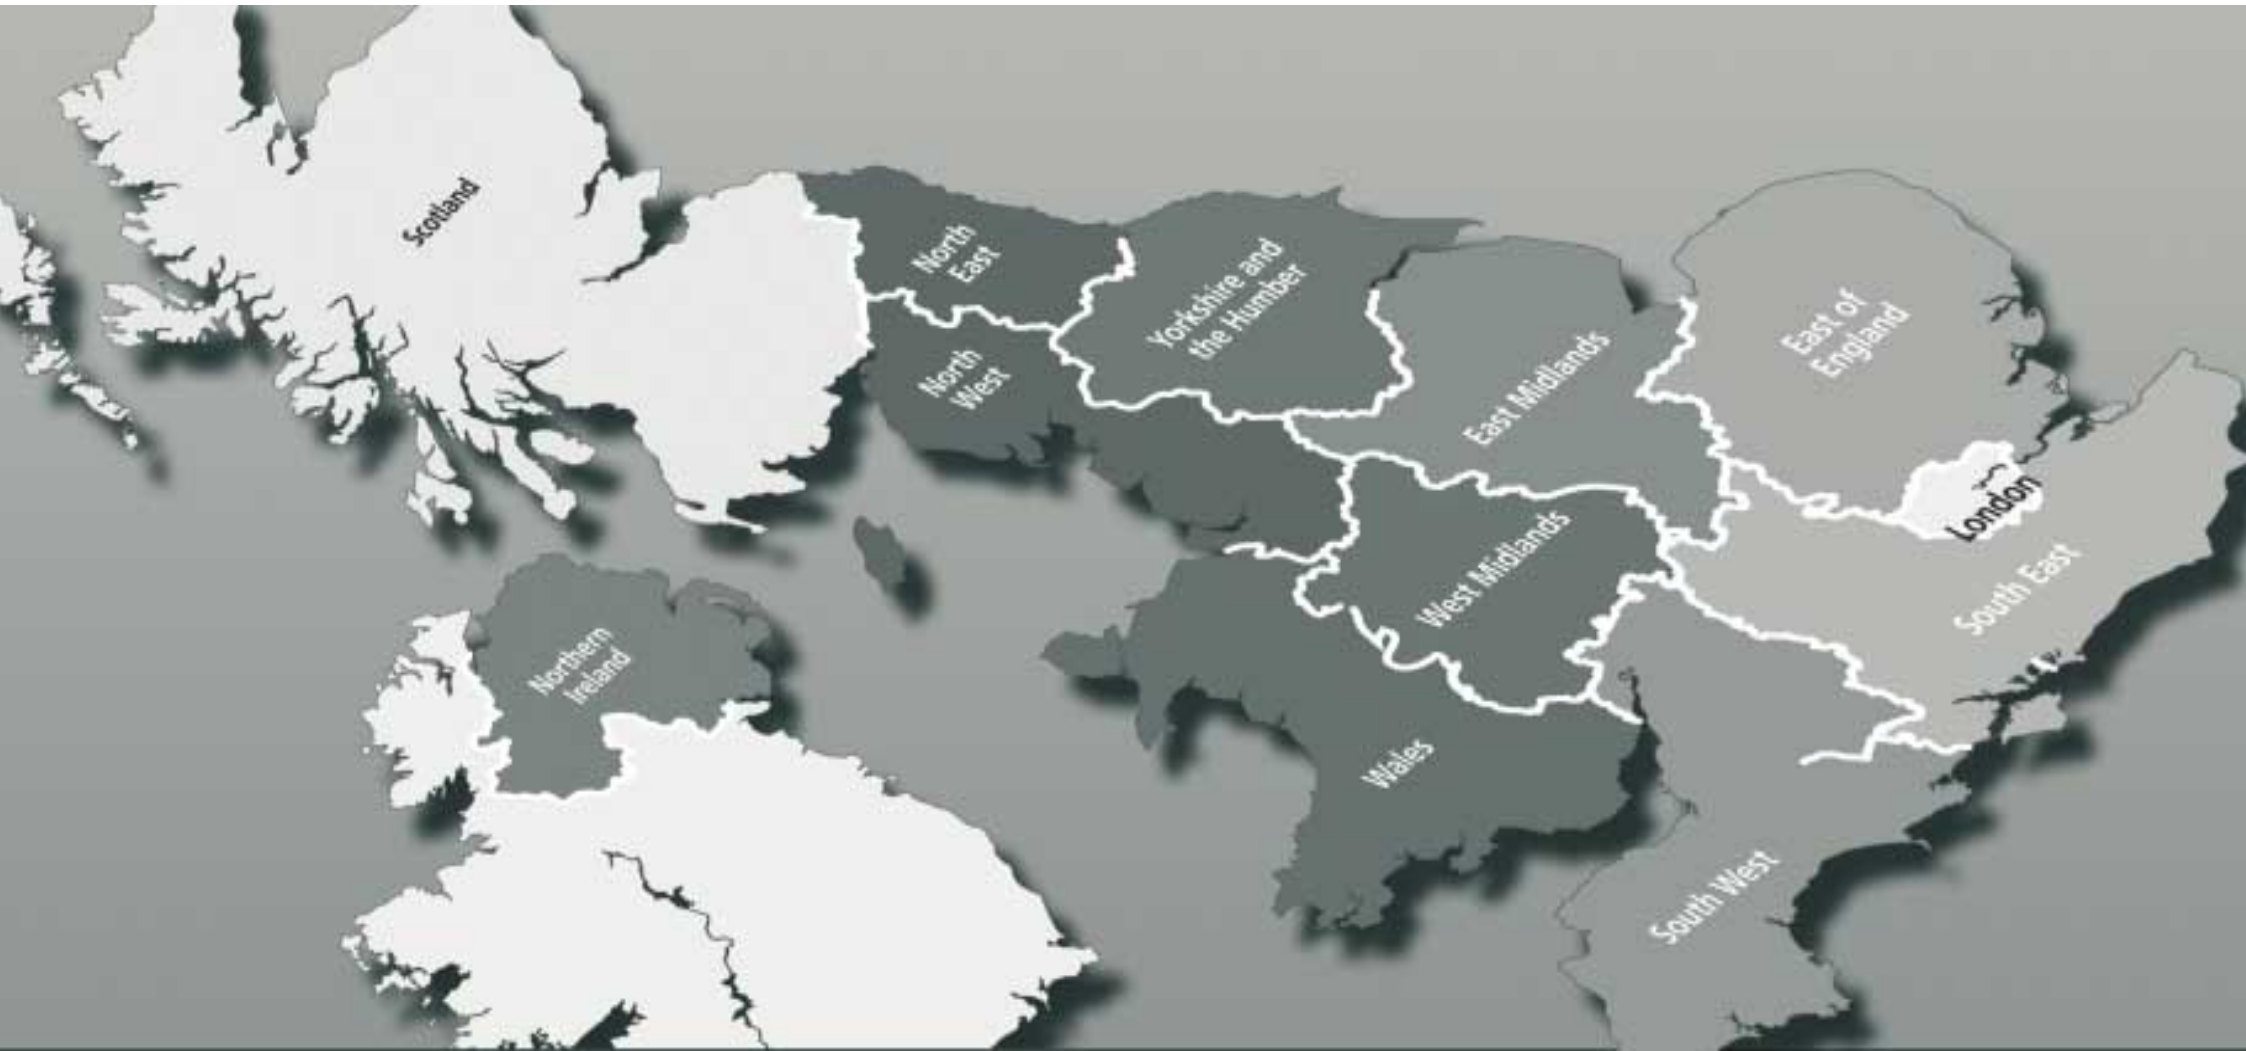 Scotland
North
East
Yorkshire and
the Humber
North
West
East Midlands
East of
England
London
West Midlands
South East
Northern
Ireland
Wales
South West